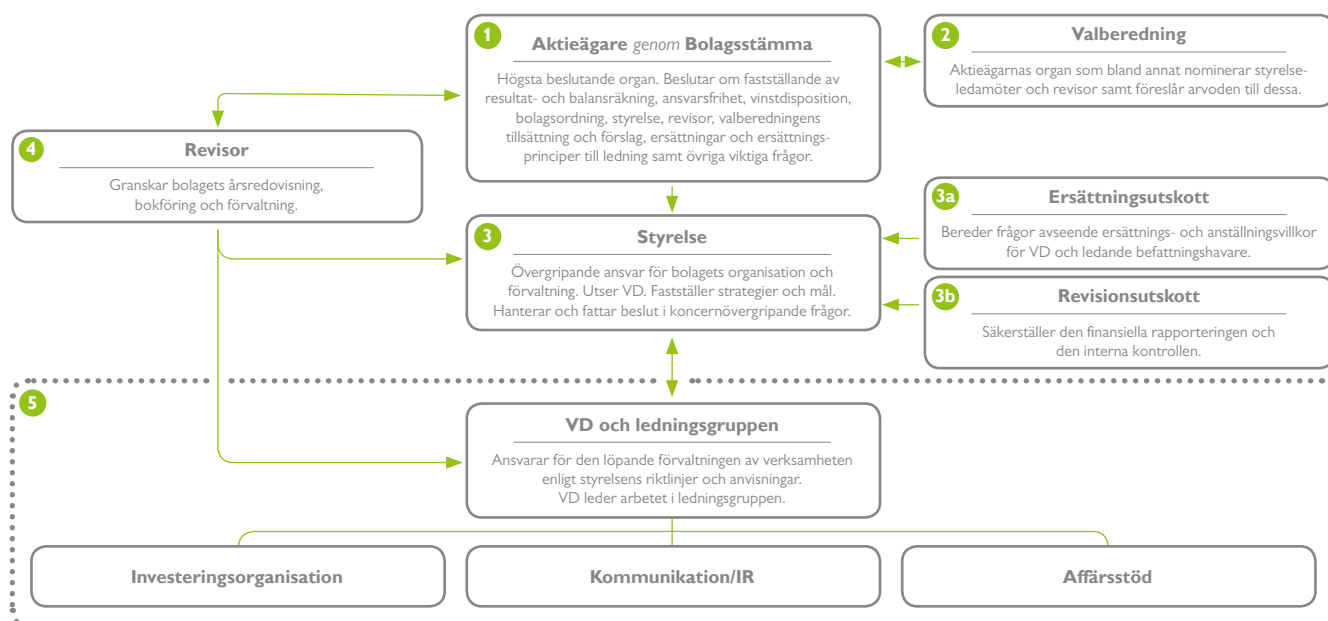 1
Aktieägare genom Bolagsstämma
Högsta beslutande organ. Beslutar om fastställande av
resultat- och balansräkning, ansvarsfrihet, vinstdisposition,
bolagsordning, styrelse, revisor, valberedningens
tillsättning och förslag, ersättningar och ersättnings-
principer till ledning samt övriga viktiga frågor.
2
Valberedning
Aktieägarnas organ som bland annat nominerar styrelse-
ledamöter och revisor samt föreslår arvoden till dessa.
4
Revisor
Granskar bolagets årsredovisning,
bokföring och förvaltning.
3
Styrelse
Övergripande ansvar för bolagets organisation och
förvaltning. Utser VD. Fastställer strategier och mål.
Hanterar och fattar beslut i koncernövergripande frågor.
3a
Ersättningsutskott
Bereder frågor avseende ersättnings- och anställningvillkor
för VD och ledande befattningshavare.
3b
Revisionsutskott
Säkerställer den finansiella rapporteringen och
den interna kontrollen.
5
VD och ledningsgruppen
Ansvarar för den löpande förvaltningen av verksamheten
enligt styrelsens riktlinjer och anvisningar.
VD leder arbetet i ledningsgruppen.
Investeringsorganisation
Kommunikation/IR
Affärsstöd